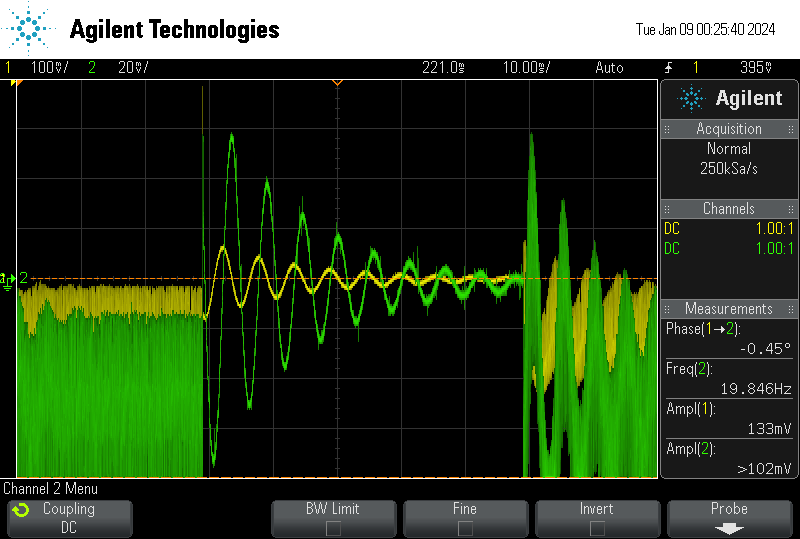 Agilent Technologies
Tue Jan 09 00:25:40 2024
1 100mV/ 2 20mV/ 221.0ms 10.00ms/ Auto 1 395mV
Agilent
Acquisition
Normal
250kSa/s
Channels
DC 1.00:1
DC 1.00:1
2
Measurements
Phase(1→2):
-0.45°
Freq(2):
19.846Hz
Ampl(1):
133mV
Ampl(2):
>102mV
Channel 2 Menu
Coupling
DC
BW Limit
Fine
Invert
Probe